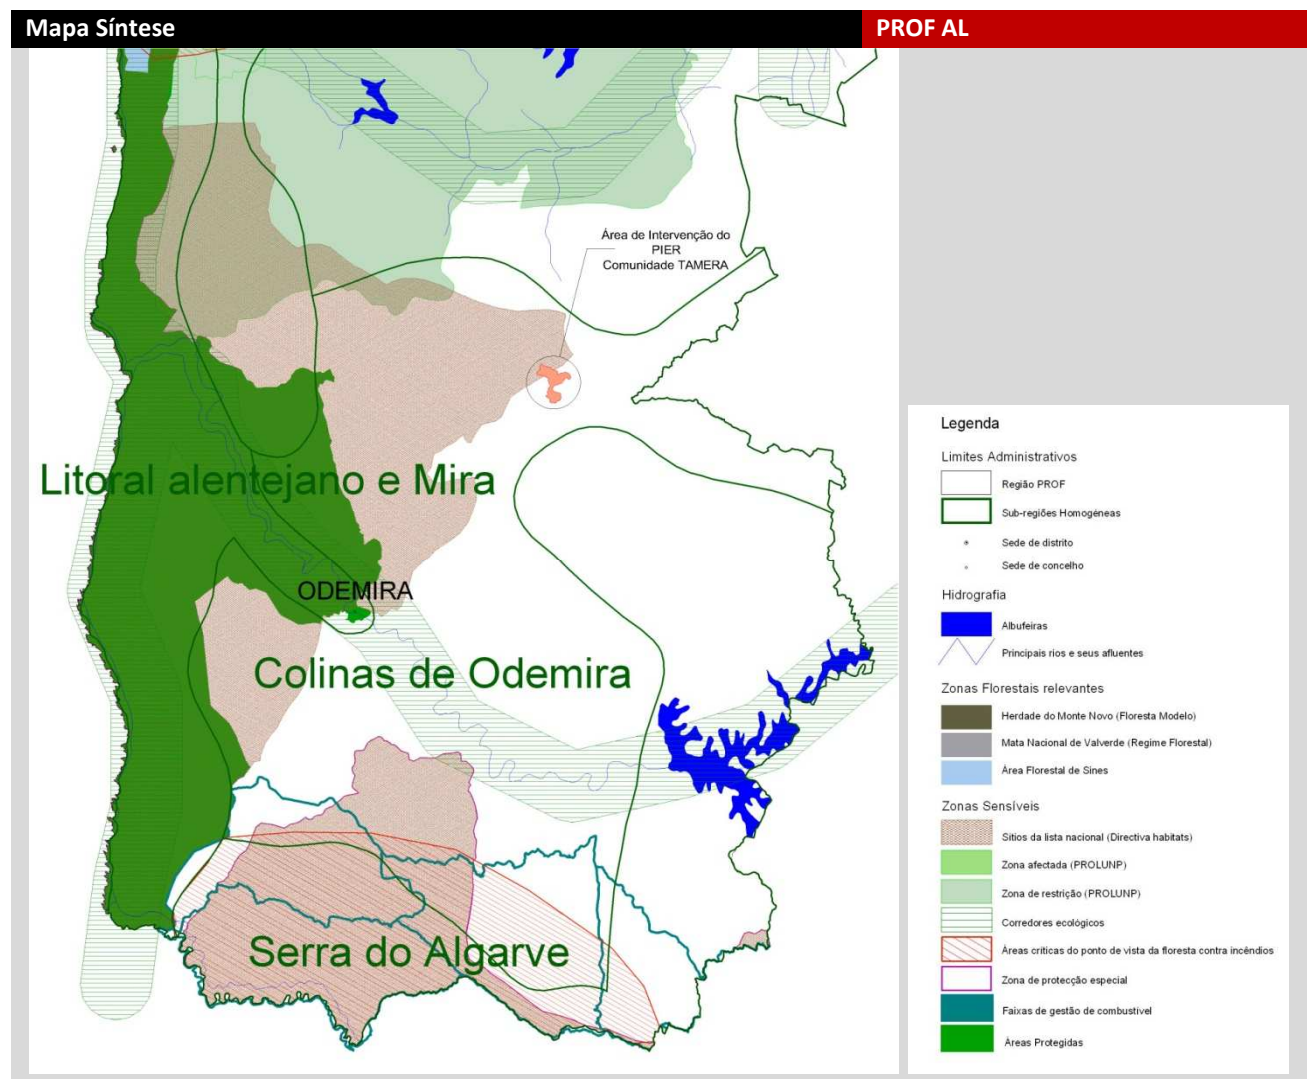 Mapa Síntese
PROF AL
Área de Intervenção do
PIER
Comunidade TAMERA
Litoral alentejano e Mira
ODEMIRA
Colinas de Odemira
Serra do Algarve
Legenda
Limites Administrativos
Região PROF
Sub-regiões Homogéneas
Sede de distrito
Sede de concelho
Hidrografia
Albufeiras
Principais rios e seus afluentes
Zonas Florestais relevantes
Herdade do Monte Novo (Floresta Modelo)
Mata Nacional de Valverde (Regime Florestal)
Área Florestal de Sines
Zonas Sensíveis
Sítios da lista nacional (Directiva habitats)
Zona afectada (PROLUNP)
Zona de restrição (PROLUNP)
Corredores ecológicos
Áreas críticas do ponto de vista da floresta contra incêndios
Zona de protecção especial
Faixas de gestão de combustível
Áreas Protegidas